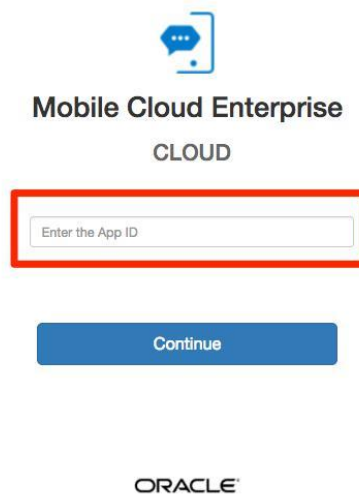 Mobile Cloud Enterprise
CLOUD
Enter the App ID
Continue
ORACLE